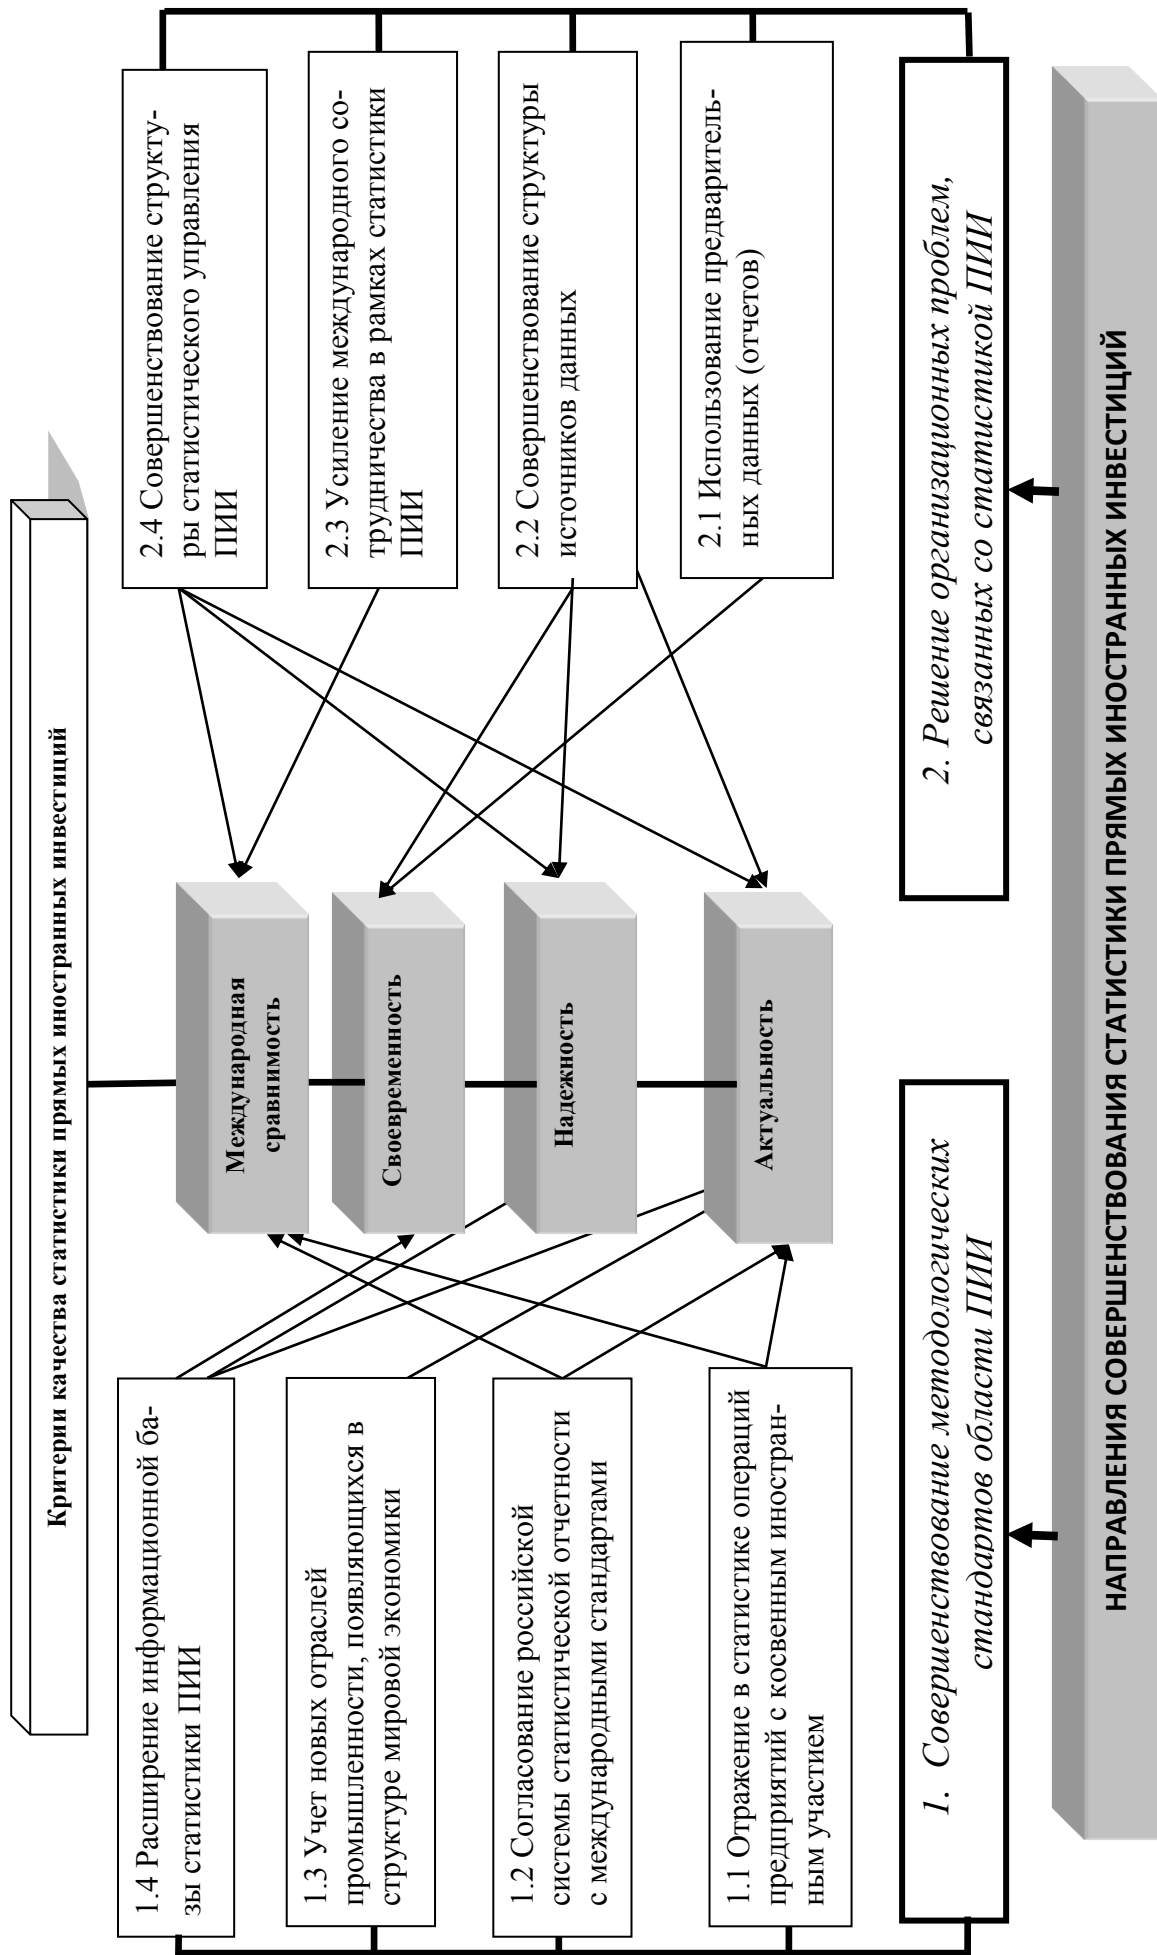 Критерии качества статистики прямых иностранных инвестиций
1.4 Расширение информационной ба-
зы статистики ПИИ
1.3 Учет новых отраслей
промышленности, появляющихся в
структуре мировой экономики
1.2 Согласование российской
системы статистической отчетности
с международными стандартами
1.1 Отражение в статистике операций
предприятий с косвенным иностран-
ным участием
Международная
сравнимость
Своевременность
Надежность
Актуальность
2.4 Совершенствование структу-
ры статистического управления
ПИИ
2.3 Усиление международного со-
трудничества в рамках статистики
ПИИ
2.2 Совершенствование структуры
источников данных
2.1 Использование предваритель-
ных данных (отчетов)
1. Совершенствование методологических
стандартов области ПИИ
2. Решение организационных проблем,
связанных со статистикой ПИИ
НАПРАВЛЕНИЯ СОВЕРШЕНСТВОВАНИЯ СТАТИСТИКИ ПРЯМЫХ ИНОСТРАННЫХ ИНВЕСТИЦИЙ